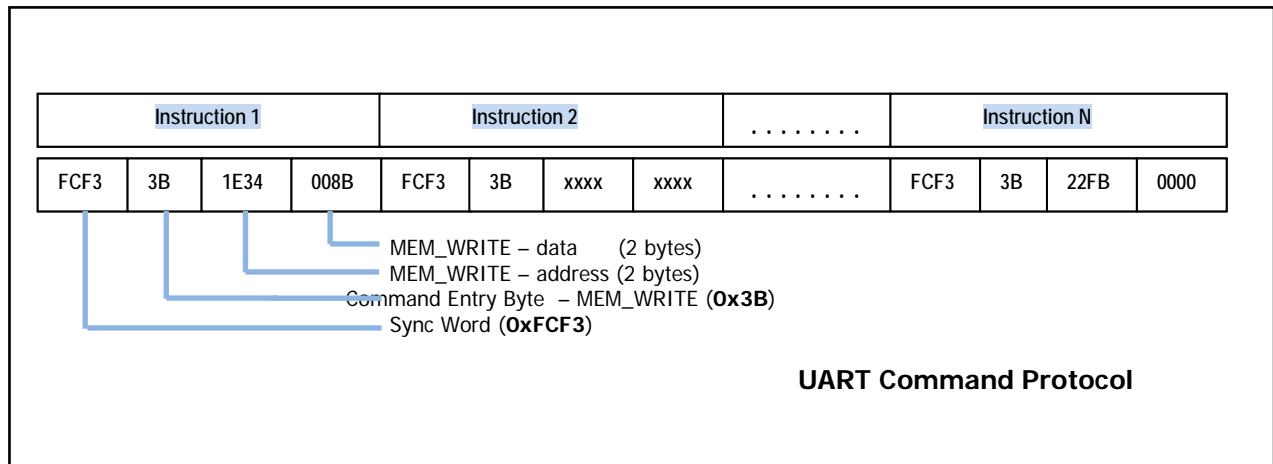 Instruction 1 Instruction 2 . . . . . . . . Instruction N
FCF3 3B 1E34 008B FCF3 3B xxxx xxxx . . . . . . . . FCF3 3B 22FB 0000
MEM_WRITE – data (2 bytes)
MEM_WRITE – address (2 bytes)
Command Entry Byte – MEM_WRITE (0x3B)
Sync Word (0xFCF3)
UART Command Protocol